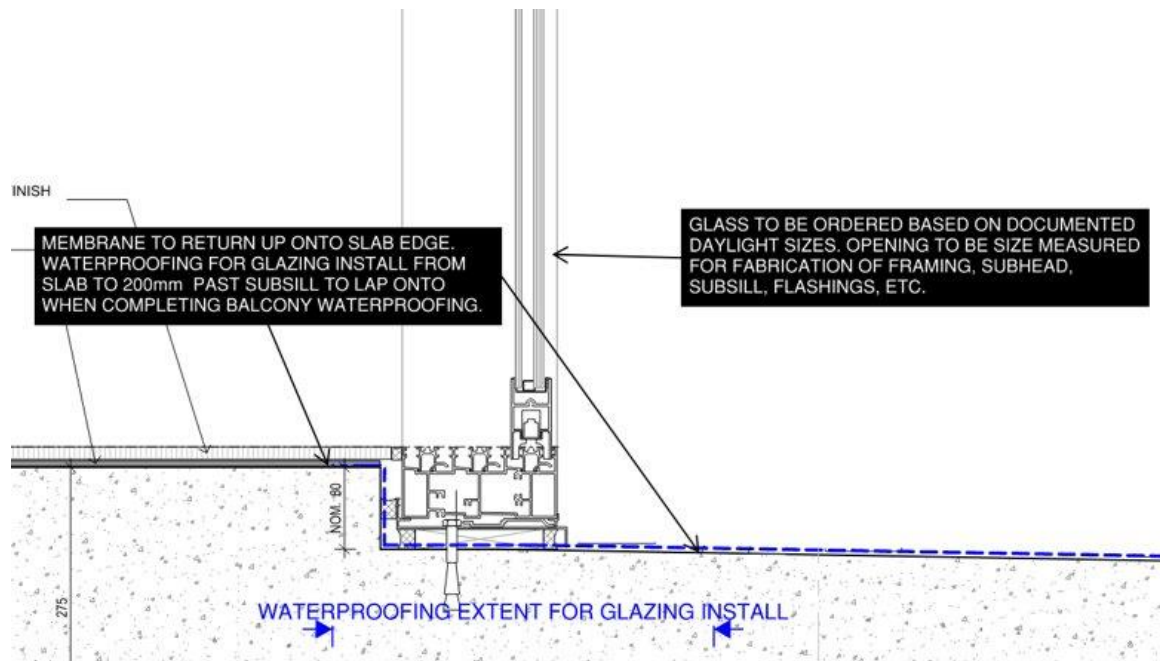 INISH
MEMBRANE TO RETURN UP ONTO SLAB EDGE.
WATERPROOFING FOR GLAZING INSTALL FROM
SLAB TO 200mm PAST SUBSILL TO LAP ONTO
WHEN COMPLETING BALCONY WATERPROOFING.
GLASS TO BE ORDERED BASED ON DOCUMENTED
DAYLIGHT SIZES. OPENING TO BE SIZE MEASURED
FOR FABRICATION OF FRAMING, SUBHEAD,
SUBSILL, FLASHINGS, ETC.
NOM. 80
275
WATERPROOFING EXTENT FOR GLAZING INSTALL